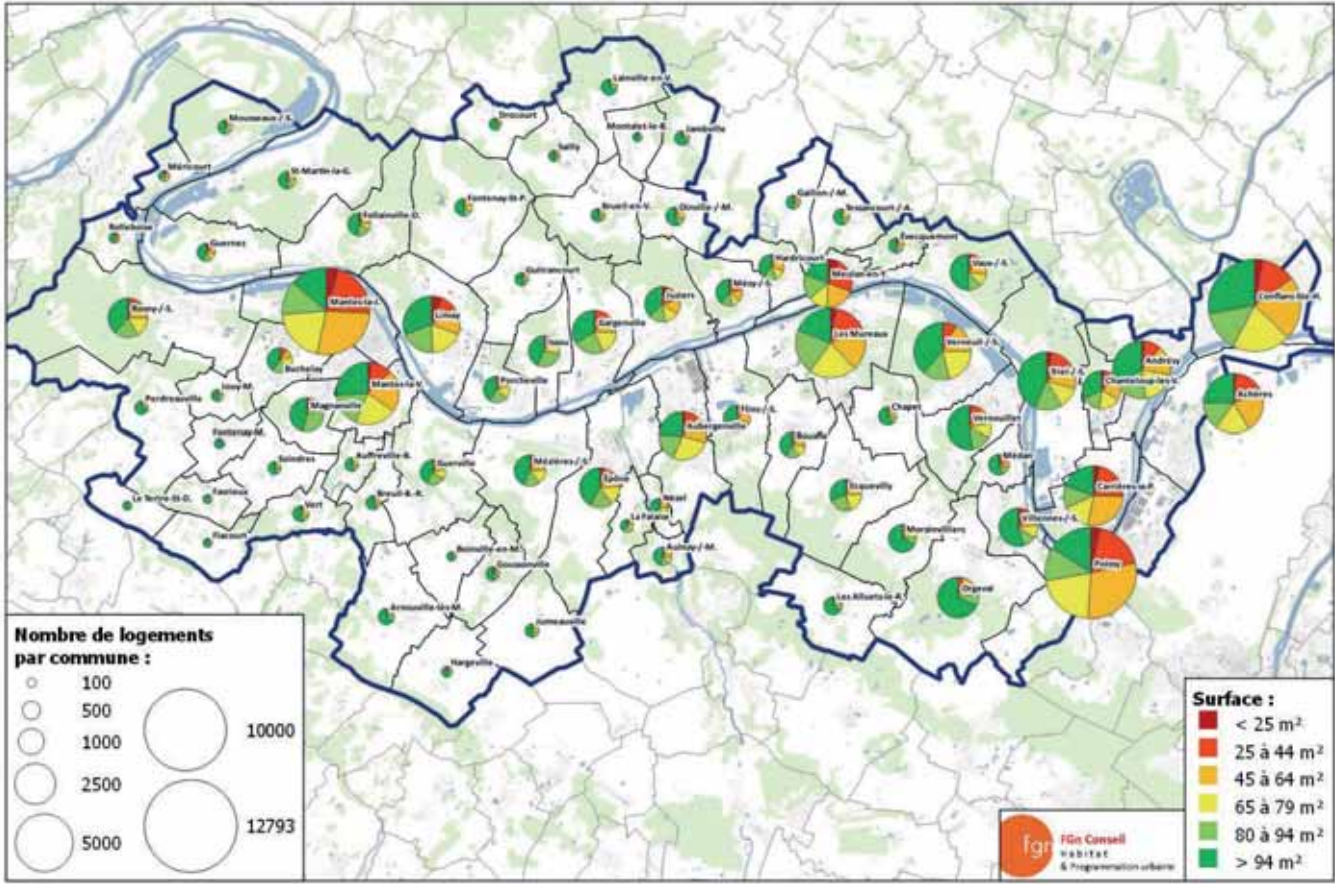 Lainville-en-V.
Drocourt
Mousseaux-/-S.
Montalet-le-B.
Jambville
Sailly
Méricourt
St-Martin-la-G.
Gaillon-/-M.
Fontenay-St-P.
Brueil-en-V.
Oinville-/-M.
Tessancourt-/-A.
Follainville-D.
Rolleboise
Guernes
Évecquemont
Hardricourt
Vaux-/-S.
Guitrancourt
Meulan-en-Y.
Mézy-/-S.
Conflans-Ste-H.
Juziers
Rosny-/-S.
Mantes-la-J.
Limay
Gargenville
Les Mureaux
Verneuil-/-S.
Issou
Andrésy
Buchelay
Triel-/-S.
Chanteloup-les-V.
Mantes-la-V.
Porcheville
Achères
Jouy-M.
Perdreauville
Magnanville
Flins-/-S.
Chapet
Vernouillet
Aubergenville
Fontenay-M.
Bouafle
Auffreville-B.
Médan
Soindres
Guerville
Mézières-/-S.
Épône
Ecquevilly
Carrières-/s-P.
Le Tertre-St-D.
Favrieux
Breuil-B.-R.
Nézel
Vert
La Falaise
Villennes-/-S.
Morainvilliers
Flacourt
Boinville-en-M.
Aulnay-/-M.
Poissy
Goussonville
Orgeval
Les Alluets-le-R.
Arnouville-lès-M.
Jumeauville
Hargeville
Nombre de logements
par commune :
100
500
1000
2500
5000
10000
12793
Surface :
< 25 m²
25 à 44 m²
45 à 64 m²
65 à 79 m²
80 à 94 m²
> 94 m²
fgn
FGn Conseil
Habitat
& Programmation urbaine